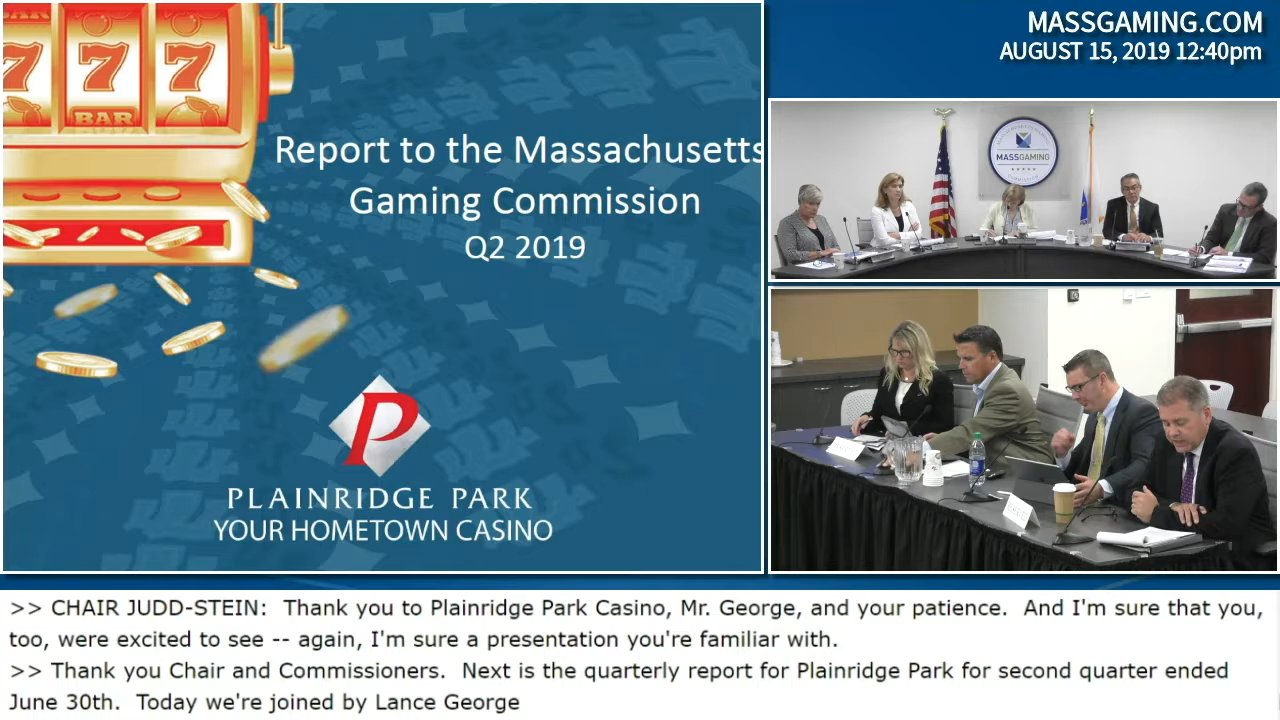 MASSGAMING.COM
AUGUST 15, 2019 12:40pm
BAR
Report to the Massachusetts
Gaming Commission
Q2 2019
P
PLAINRIDGE PARK
YOUR HOMETOWN CASINO
MASSGAMING
>> CHAIR JUDD-STEIN:  Thank you to Plainridge Park Casino, Mr. George, and your patience.  And I'm sure that you,
too, were excited to see -- again, I'm sure a presentation you're familiar with.
>> Thank you Chair and Commissioners.  Next is the quarterly report for Plainridge Park for second quarter ended
June 30th.  Today we're joined by Lance George